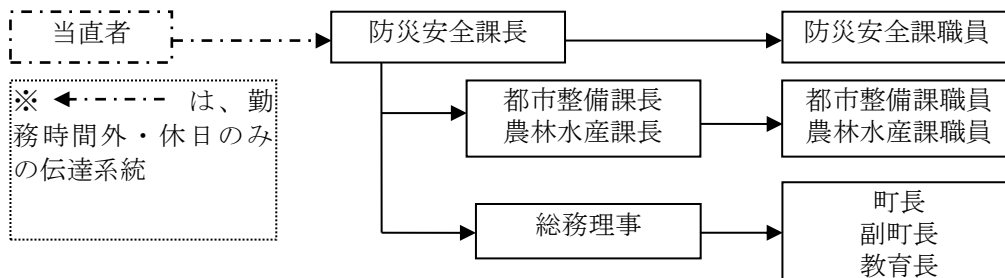 当直者
防災安全課長
防災安全課職員
※ は、勤
務時間外・休日のみ
の伝達系統
都市整備課長
農林水産課長
都市整備課職員
農林水産課職員
総務理事
町長
副町長
教育長